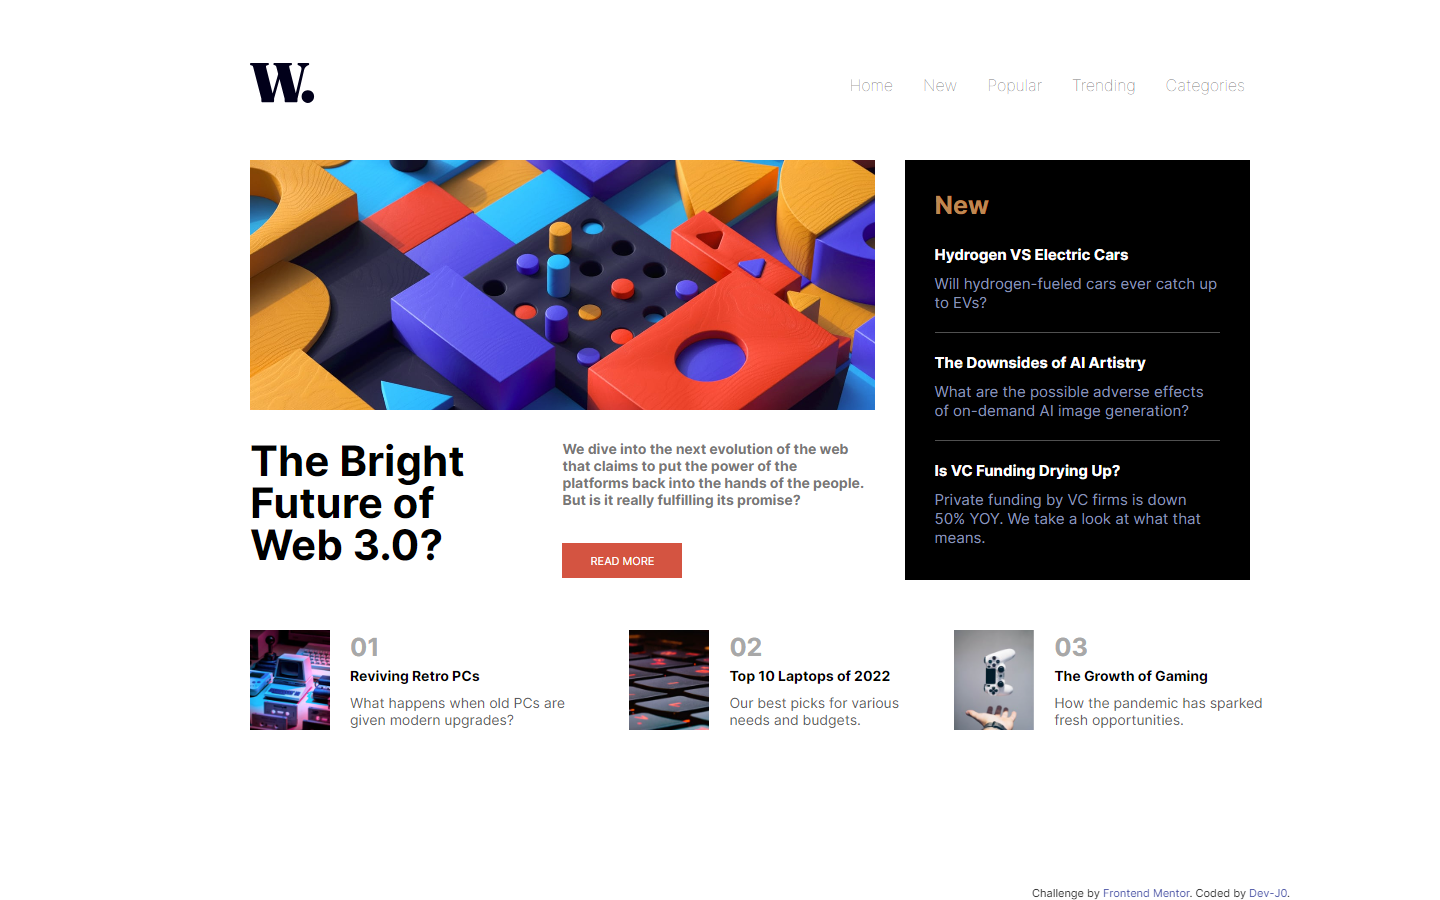 W.
Home New Popular Trending Categories
New
Hydrogen VS Electric Cars
Will hydrogen-fueled cars ever catch up
to EVs?
The Downsides of AI Artistry
What are the possible adverse effects
of on-demand AI image generation?
Is VC Funding Drying Up?
Private funding by VC firms is down
50% YOY. We take a look at what that
means.
The Bright
Future of
Web 3.0?
We dive into the next evolution of the web
that claims to put the power of the
platforms back into the hands of the people.
But is it really fulfilling its promise?
READ MORE
01
Reviving Retro PCs
What happens when old PCs are
given modern upgrades?
02
Top 10 Laptops of 2022
Our best picks for various
needs and budgets.
03
The Growth of Gaming
How the pandemic has sparked
fresh opportunities.
Challenge by Frontend Mentor. Coded by Dev-J0.